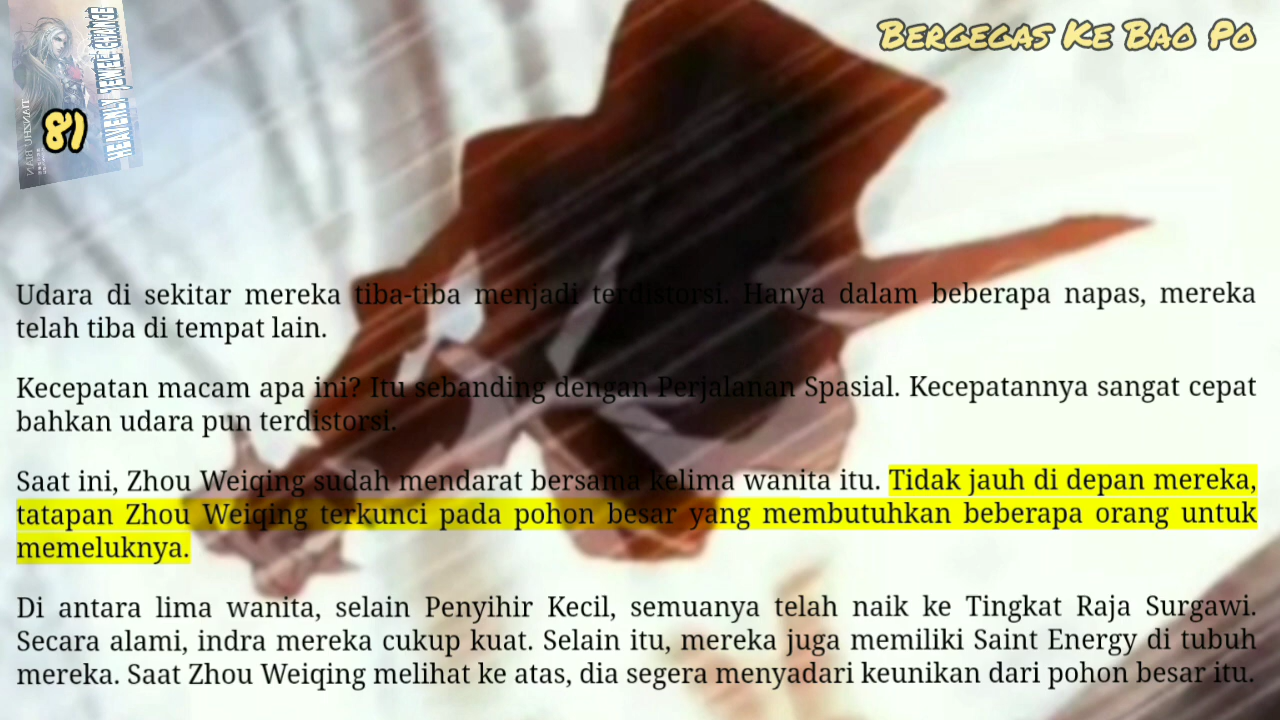 Bergegas Ke Bao Po
HEAVENLY JEWEL CHANGE
81
Udara di sekitar mereka tiba-tiba menjadi terdistorsi. Hanya dalam beberapa napas, mereka
telah tiba di tempat lain.
Kecepatan macam apa ini? Itu sebanding dengan Perjalanan Spasial. Kecepatannya sangat cepat
bahkan udara pun terdistorsi.
Saat ini, Zhou Weiqing sudah mendarat bersama kelima wanita itu. Tidak jauh di depan mereka,
tatapan Zhou Weiqing terkunci pada pohon besar yang membutuhkan beberapa orang untuk
memeluknya.
Di antara lima wanita, selain Penyihir Kecil, semuanya telah naik ke Tingkat Raja Surgawi.
Secara alami, indra mereka cukup kuat. Selain itu, mereka juga memiliki Saint Energy di tubuh
mereka. Saat Zhou Weiqing melihat ke atas, dia segera menyadari keunikan dari pohon besar itu.